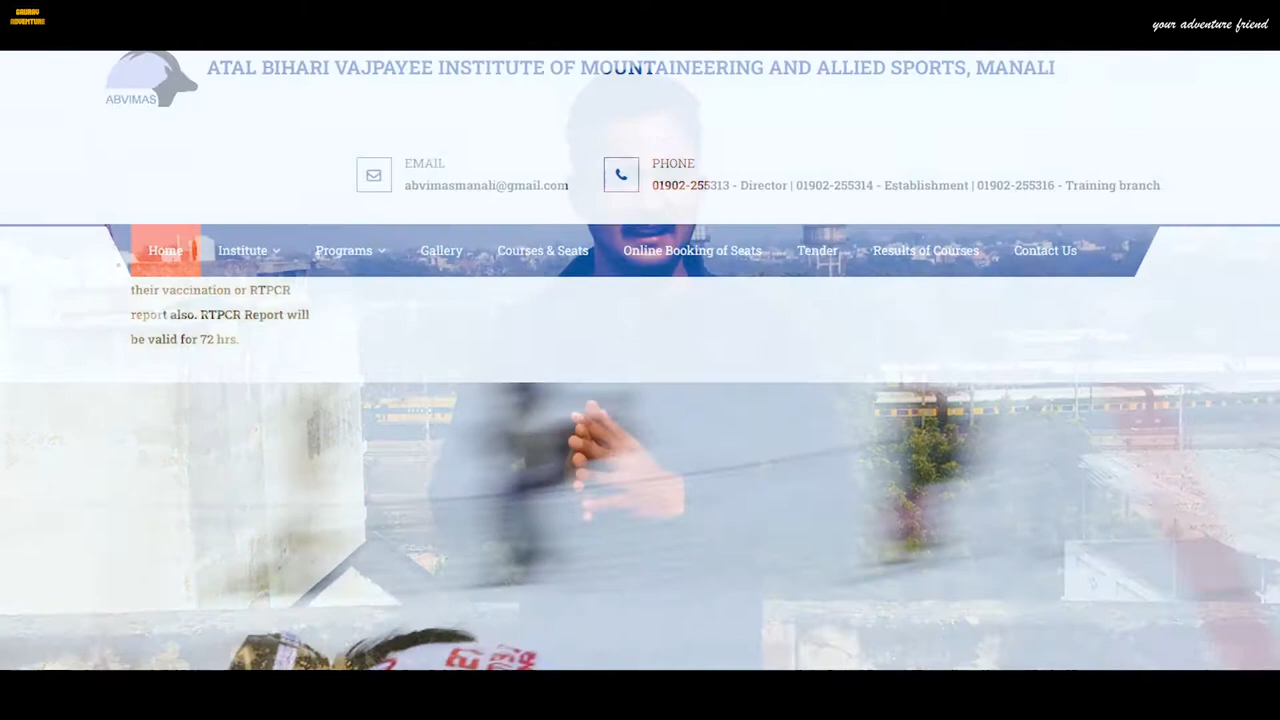 GAURAV
ADVENTURE
your adventure friend
ATAL BIHARI VAJPAYEE INSTITUTE OF MOUNTAINEERING AND ALLIED SPORTS, MANALI
ABVIMAS
EMAIL
abvimasmanali@gmail.com
PHONE
01902-255313 - Director | 01902-255314 - Establishment | 01902-255316 - Training branch
Home
Institute
Programs
Gallery
Courses & Seats
Online Booking of Seats
Tender
Results of Courses
Contact Us
their vaccination or RTPCR
report also. RTPCR Report will
be valid for 72 hrs.